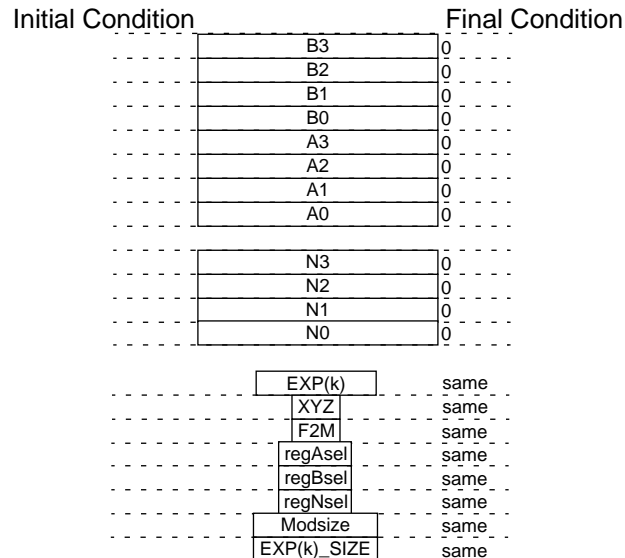 Initial Condition Final Condition
B3 0
B2 0
B1 0
B0 0
A3 0
A2 0
A1 0
A0 0
N3 0
N2 0
N1 0
N0 0
EXP(k) same
XYZ same
F2M same
regAsel same
regBsel same
regNsel same
Modsize same
EXP(k)_SIZE same